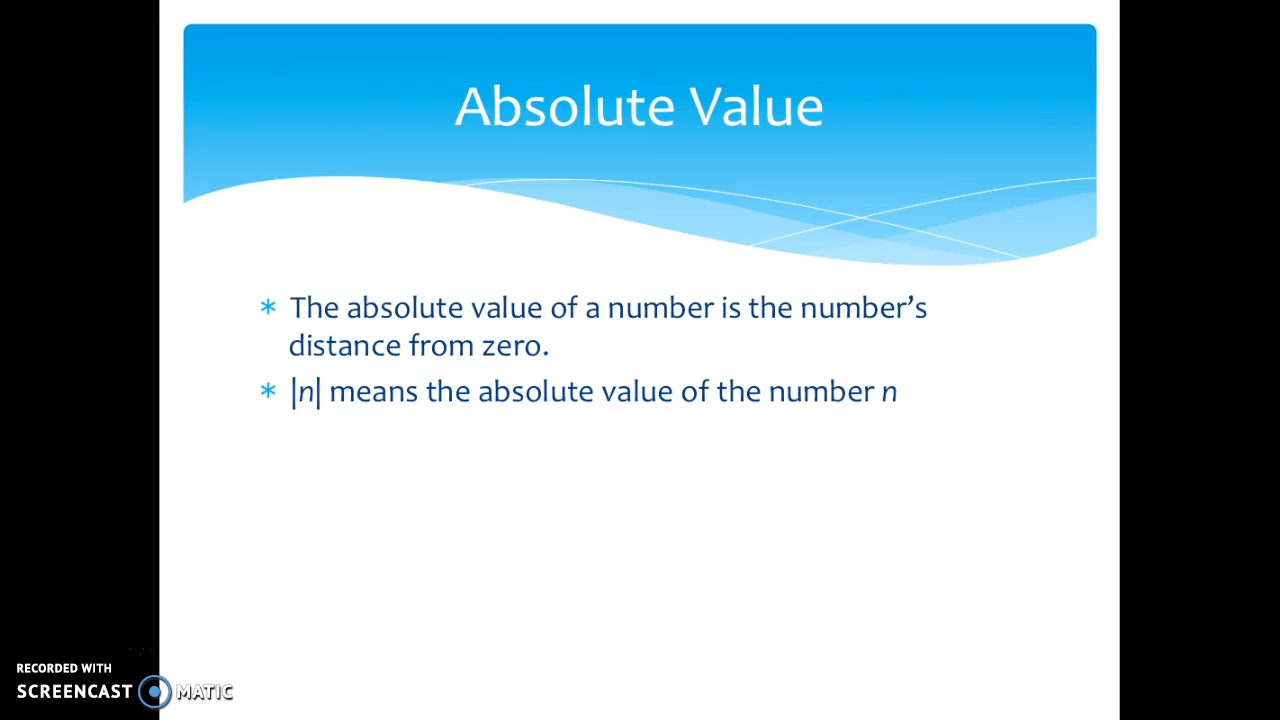 Absolute Value
* The absolute value of a number is the number’s
distance from zero.
* |n| means the absolute value of the number n
RECORDED WITH
SCREENCAST MATIC